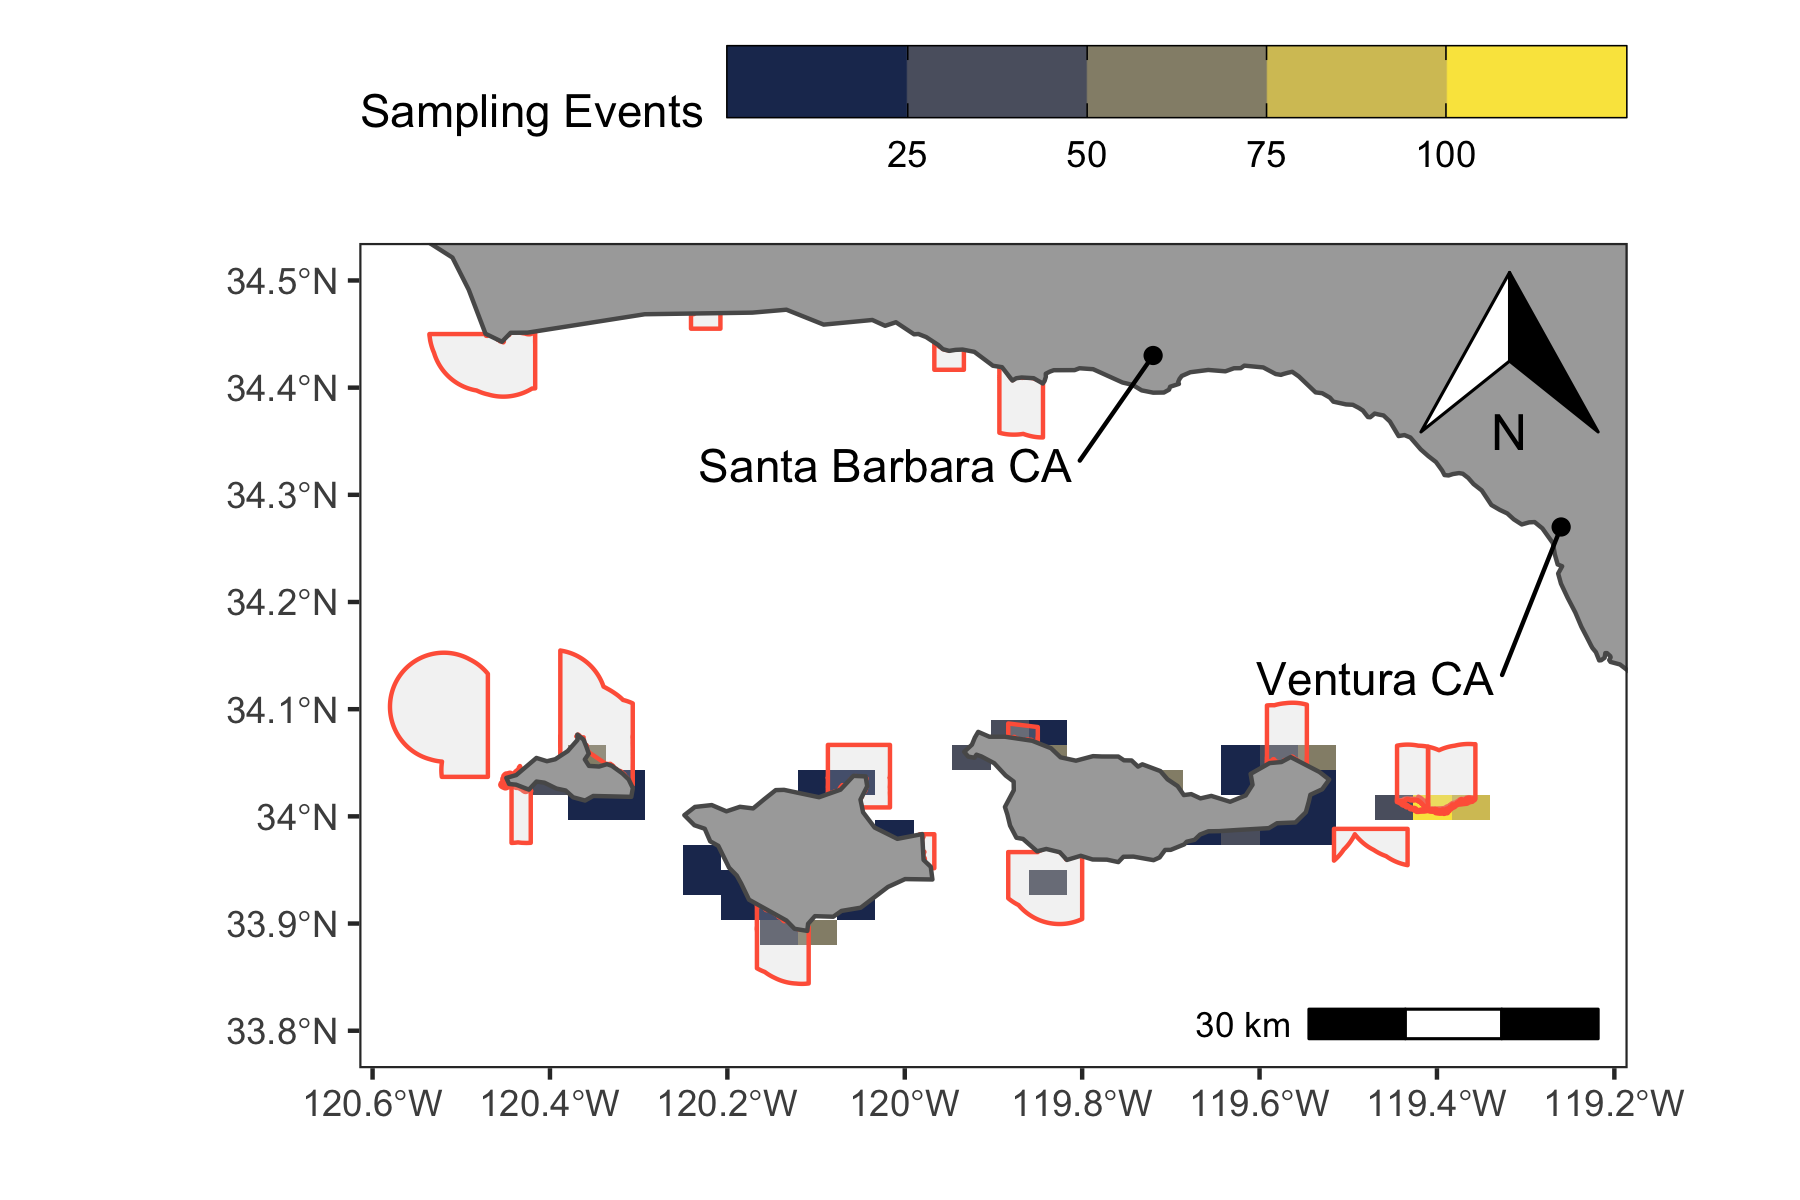 Sampling Events
25 50 75 100
34.5°N
34.4°N
34.3°N
34.2°N
34.1°N
34°N
33.9°N
33.8°N
N
Santa Barbara CA
Ventura CA
30 km
120.6°W 120.4°W 120.2°W 120°W 119.8°W 119.6°W 119.4°W 119.2°W